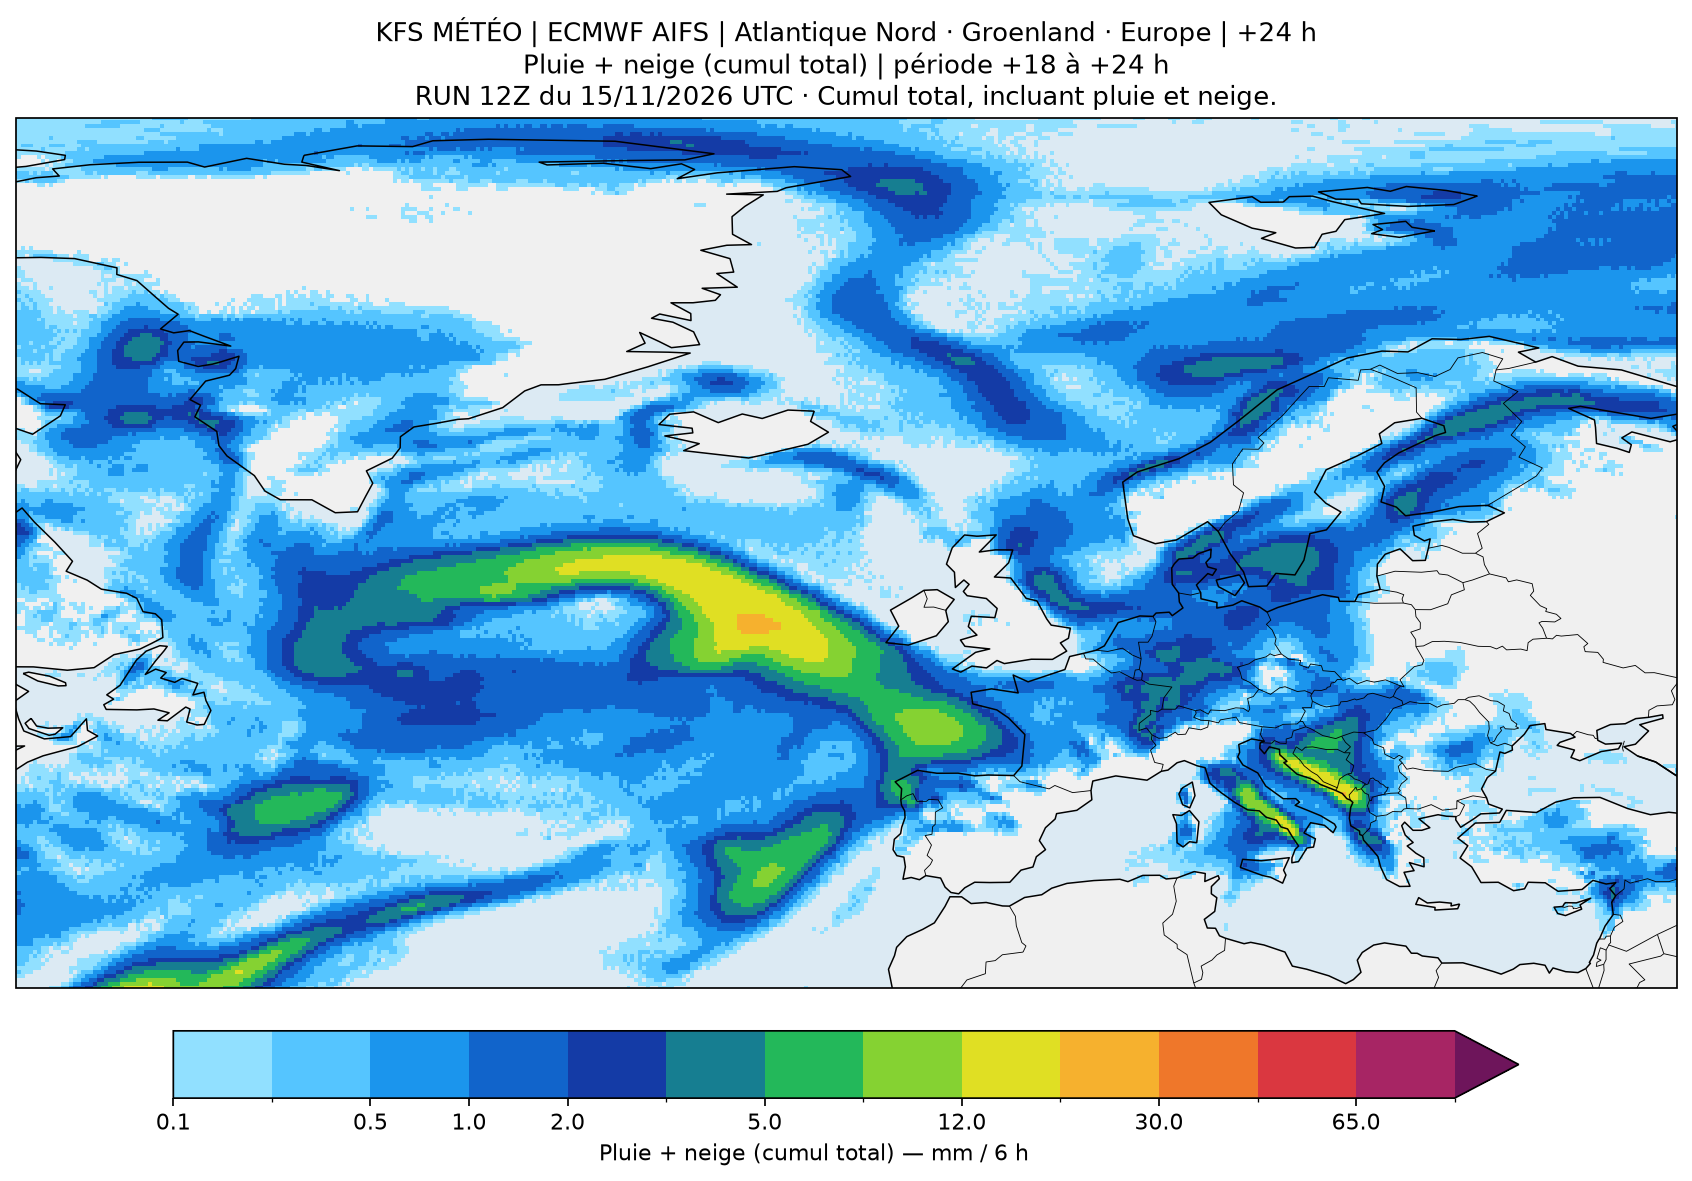 KFS MÉTÉO | ECMWF AIFS | Atlantique Nord · Groenland · Europe | +24 h
Pluie + neige (cumul total) | période +18 à +24 h
RUN 12Z du 15/11/2026 UTC · Cumul total, incluant pluie et neige.
0.1 0.5 1.0 2.0 5.0 12.0 30.0 65.0
Pluie + neige (cumul total) — mm / 6 h